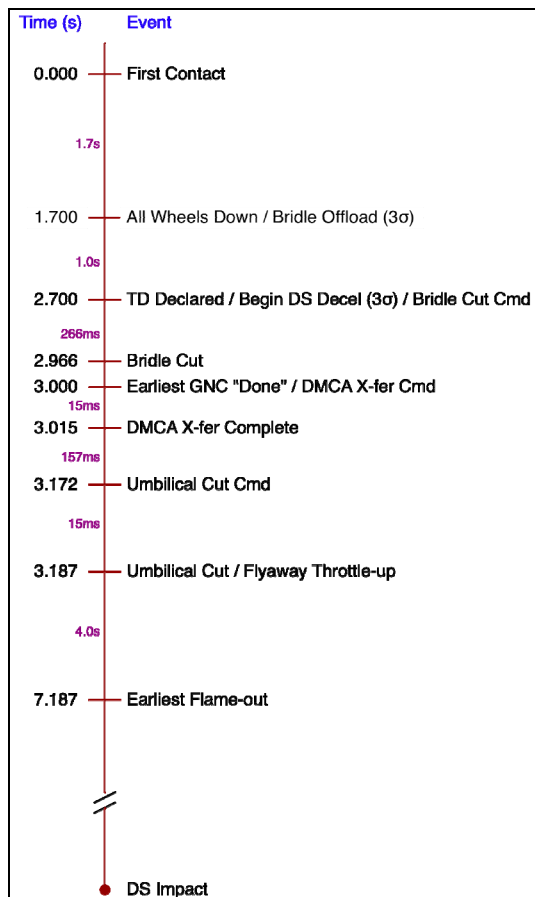 Time (s) Event
0.000 First Contact
1.7s
1.700 All Wheels Down / Bridle Offload (3σ)
1.0s
2.700 TD Declared / Begin DS Decel (3σ) / Bridle Cut Cmd
266ms
2.966 Bridle Cut
3.000 Earliest GNC "Done" / DMCA X-fer Cmd
15ms
3.015 DMCA X-fer Complete
157ms
3.172 Umbilical Cut Cmd
15ms
3.187 Umbilical Cut / Flyaway Throttle-up
4.0s
7.187 Earliest Flame-out
DS Impact